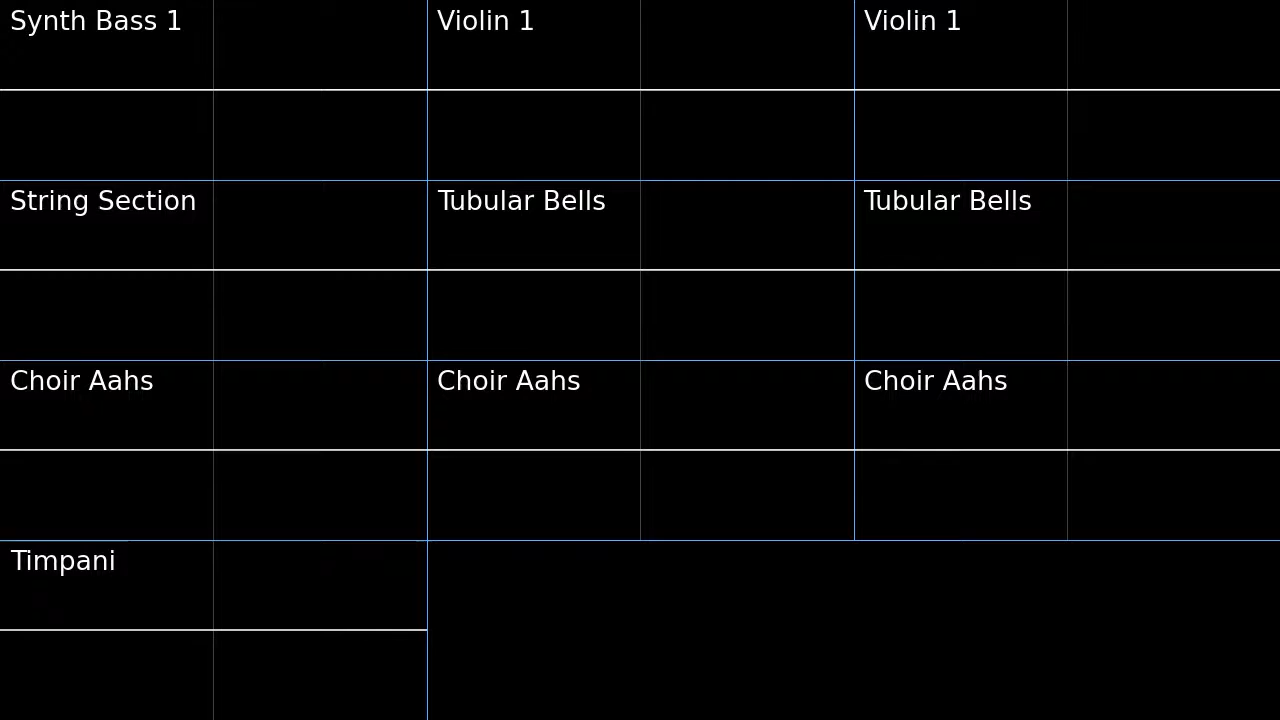 Synth Bass 1
Violin 1
Violin 1
String Section
Tubular Bells
Tubular Bells
Choir Aahs
Choir Aahs
Choir Aahs
Timpani